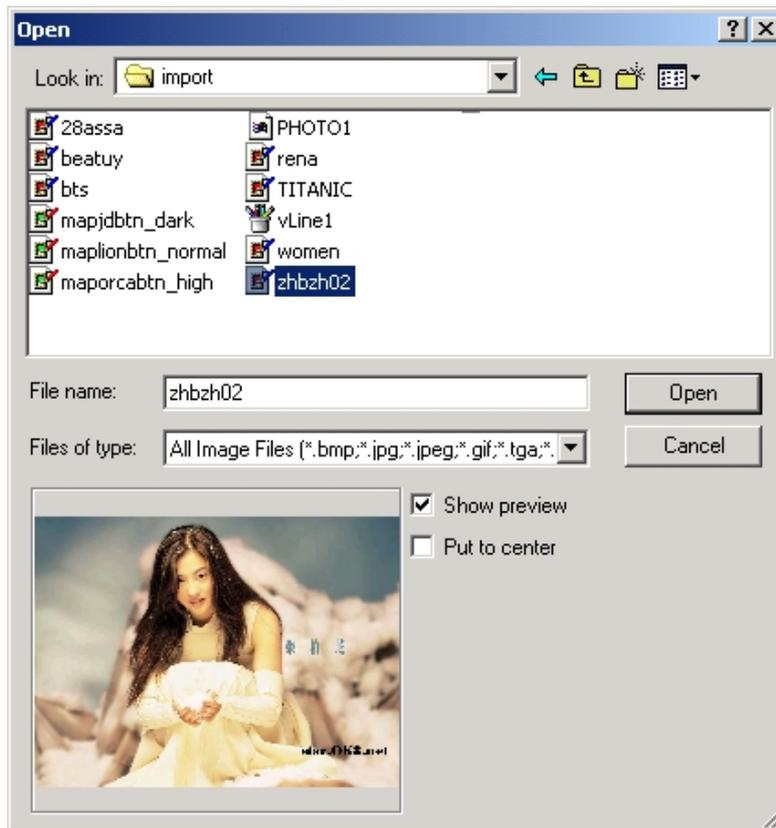 Open
Look in: import
28assa
beatuy
bts
mapjdbtn_dark
maplionbtn_normal
maporcabtn_high
PHOTO1
rena
TITANIC
vLine1
women
zhbzh02
File name: zhbzh02
Open
Files of type: All Image Files (*.bmp;*.jpg;*.jpeg;*.gif;*.tga;*.
Cancel
Show preview
Put to center